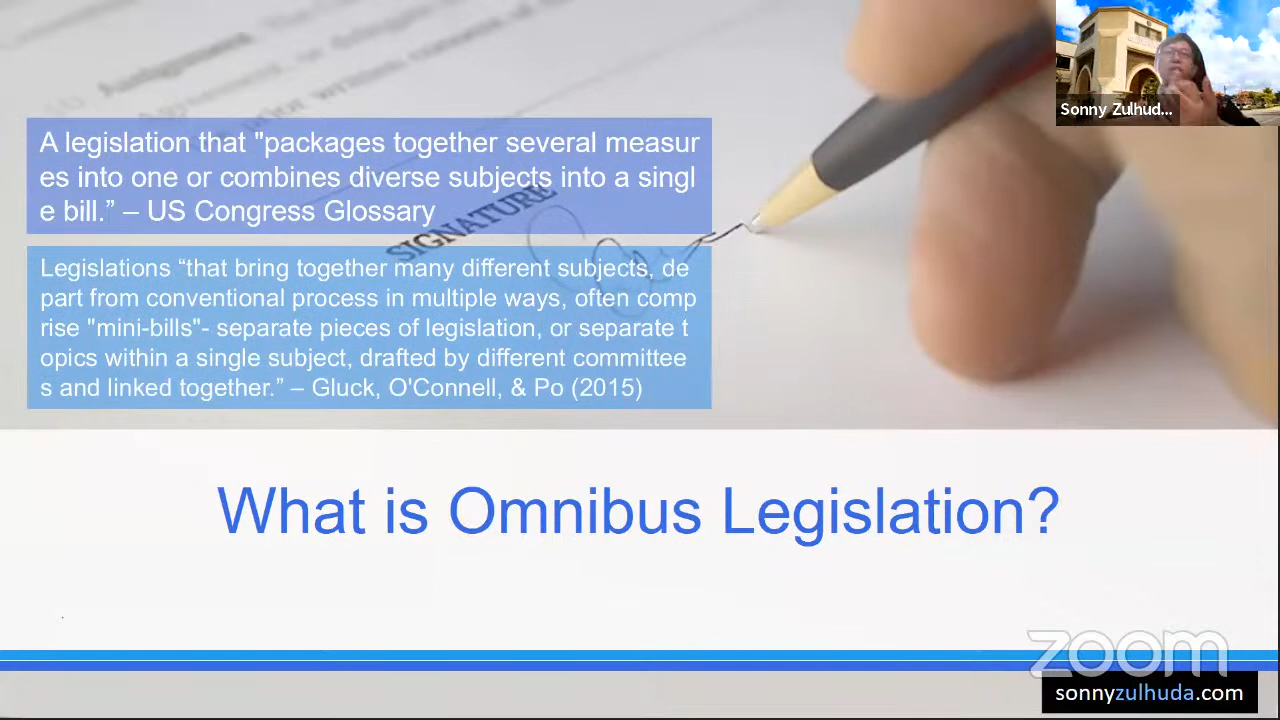 Sonny Zulhud...
A legislation that "packages together several measur
es into one or combines diverse subjects into a singl
e bill.” – US Congress Glossary
SIGNATURE
Legislations “that bring together many different subjects, de
part from conventional process in multiple ways, often comp
rise "mini-bills"- separate pieces of legislation, or separate t
opics within a single subject, drafted by different committee
s and linked together.” – Gluck, O'Connell, & Po (2015)
What is Omnibus Legislation?
zoom
sonnyzulhuda.com